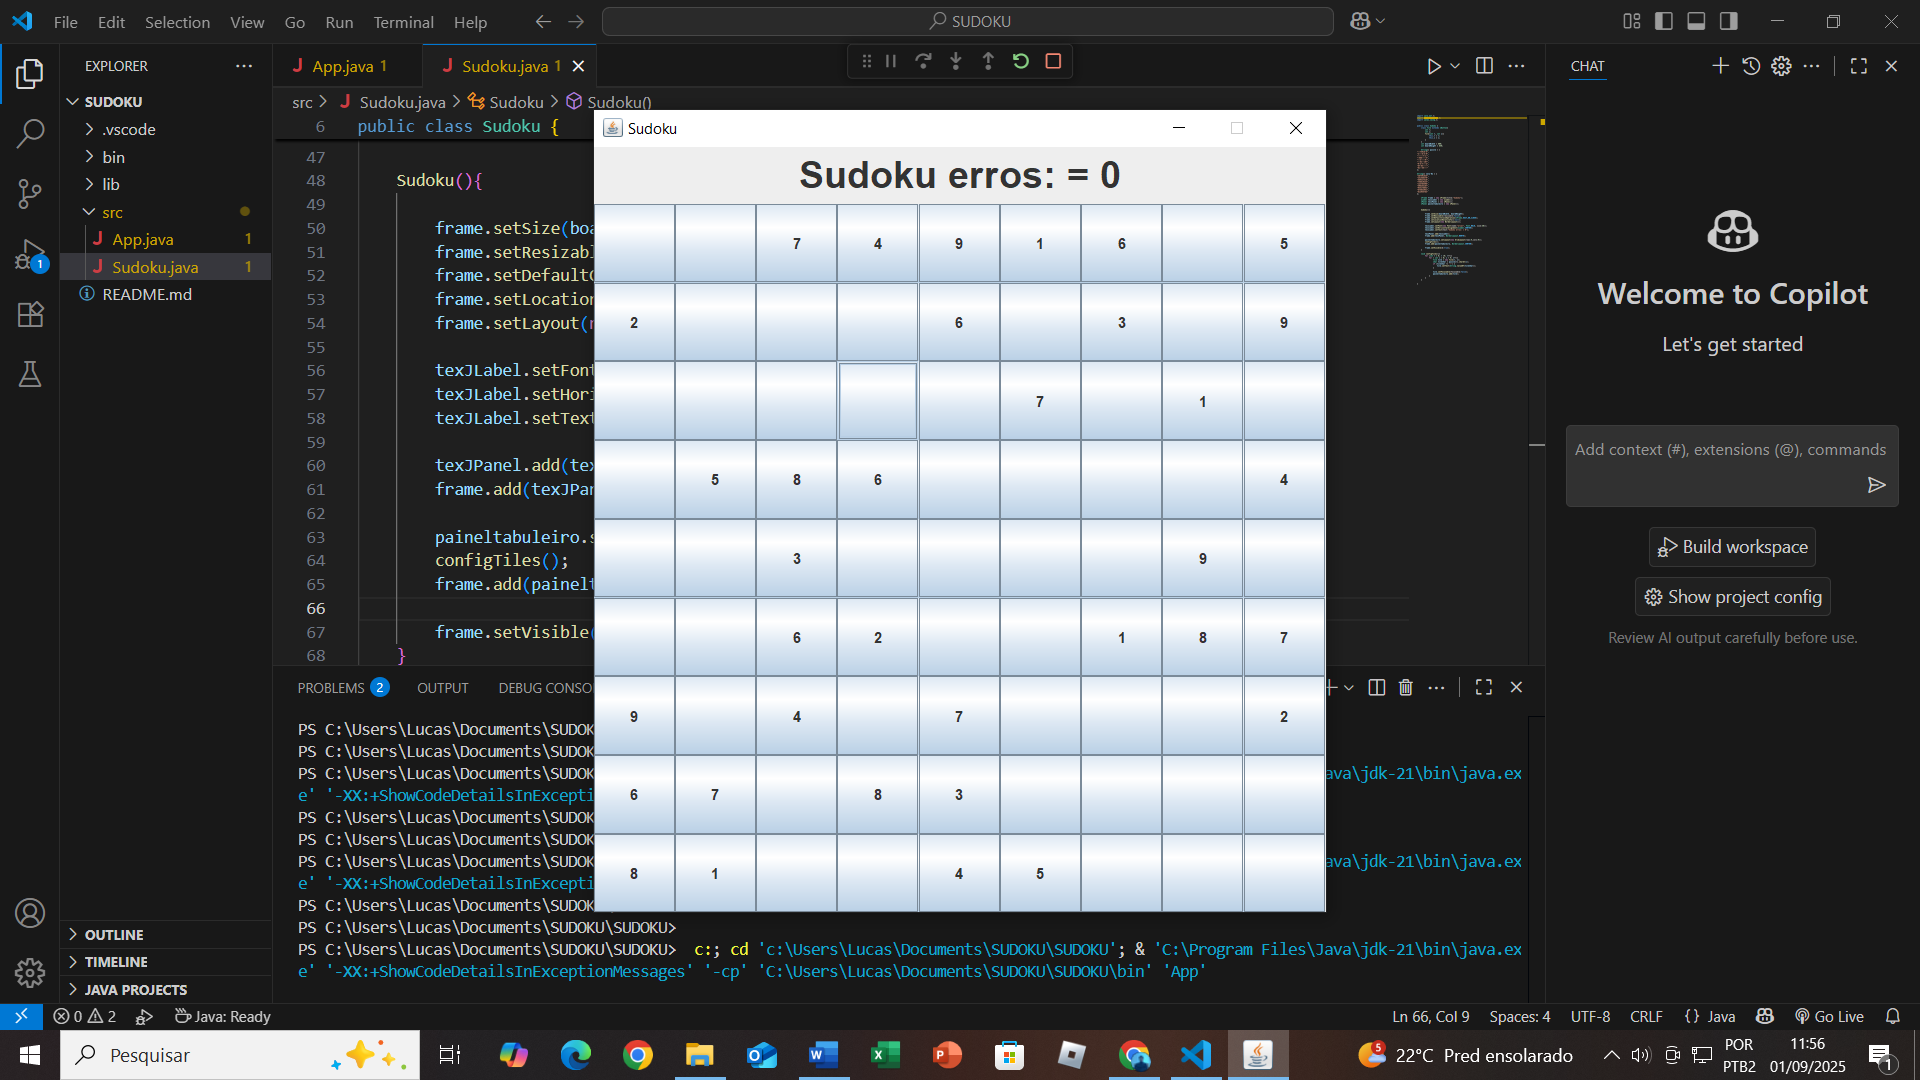 File Edit Selection View Go Run Terminal Help
SUDOKU
EXPLORER
SUDOKU
.vscode
bin
lib
src
App.java 1
Sudoku.java 1
README.md
OUTLINE
TIMELINE
JAVA PROJECTS
App.java 1
Sudoku.java 1
src > Sudoku.java > Sudoku > Sudoku()
6 public class Sudoku {
47
48 Sudoku(){
49
50 frame.setSize(boa
51 frame.setResizabl
52 frame.setDefaultC
53 frame.setLocation
54 frame.setLayout(
55
56 texJLabel.setFont
57 texJLabel.setHori
58 texJLabel.setText
59
60 texJPanel.add(tex
61 frame.add(texJPan
62
63 paineltabuleiro.s
64 configTiles();
65 frame.add(painelt
66
67 frame.setVisible(
68 }
Sudoku
Sudoku erros: = 0
7 4 9 1 6 5
2 6 3 9
7 1
5 8 6 4
3 9
6 2 1 8 7
9 4 7 2
6 7 8 3
8 1 4 5
PROBLEMS 2 OUTPUT DEBUG CONSO
PS C:\Users\Lucas\Documents\SUDOK
PS C:\Users\Lucas\Documents\SUDOK
PS C:\Users\Lucas\Documents\SUDOK ava\jdk-21\bin\java.ex
e' '-XX:+ShowCodeDetailsInExcepti
PS C:\Users\Lucas\Documents\SUDOK
PS C:\Users\Lucas\Documents\SUDOK
PS C:\Users\Lucas\Documents\SUDOK ava\jdk-21\bin\java.ex
e' '-XX:+ShowCodeDetailsInExcepti
PS C:\Users\Lucas\Documents\SUDOK
PS C:\Users\Lucas\Documents\SUDOKU\SUDOKU>
PS C:\Users\Lucas\Documents\SUDOKU\SUDOKU> c:; cd 'c:\Users\Lucas\Documents\SUDOKU\SUDOKU'; & 'C:\Program Files\Java\jdk-21\bin\java.ex
e' '-XX:+ShowCodeDetailsInExceptionMessages' '-cp' 'C:\Users\Lucas\Documents\SUDOKU\SUDOKU\bin' 'App'
CHAT
Welcome to Copilot
Let's get started
Add context (#), extensions (@), commands
Build workspace
Show project config
Review AI output carefully before use.
1
0 2 Java: Ready
Ln 66, Col 9 Spaces: 4 UTF-8 CRLF {} Java Go Live
Pesquisar
5
22°C Pred ensolarado
POR
PTB2
11:56
01/09/2025
1